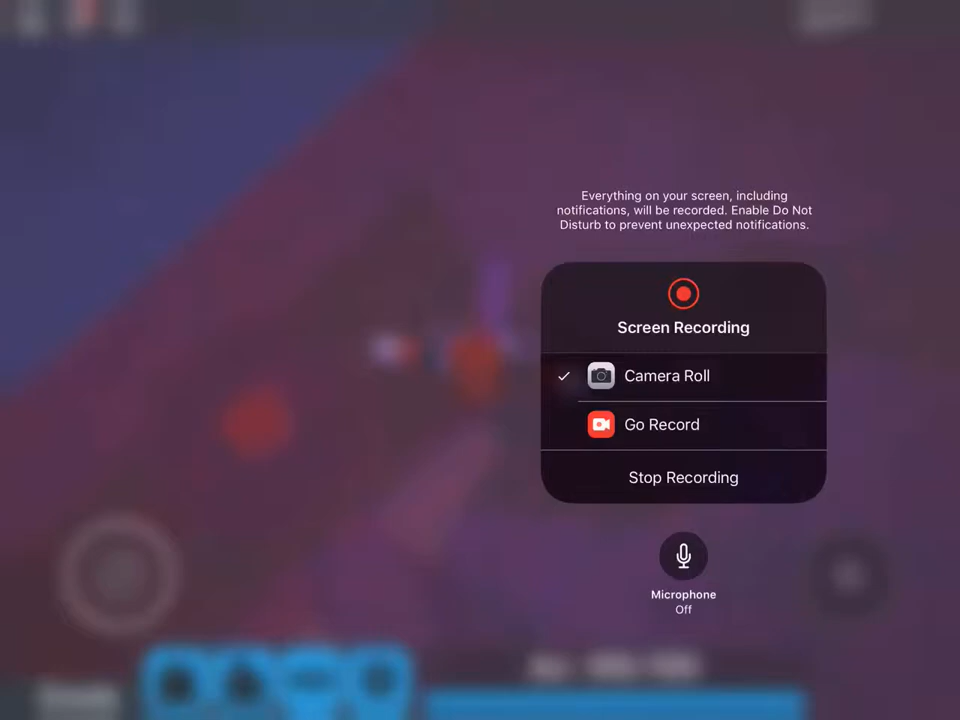 Everything on your screen, including
notifications, will be recorded. Enable Do Not
Disturb to prevent unexpected notifications.
Screen Recording
Camera Roll
Go Record
Stop Recording
Microphone
Off